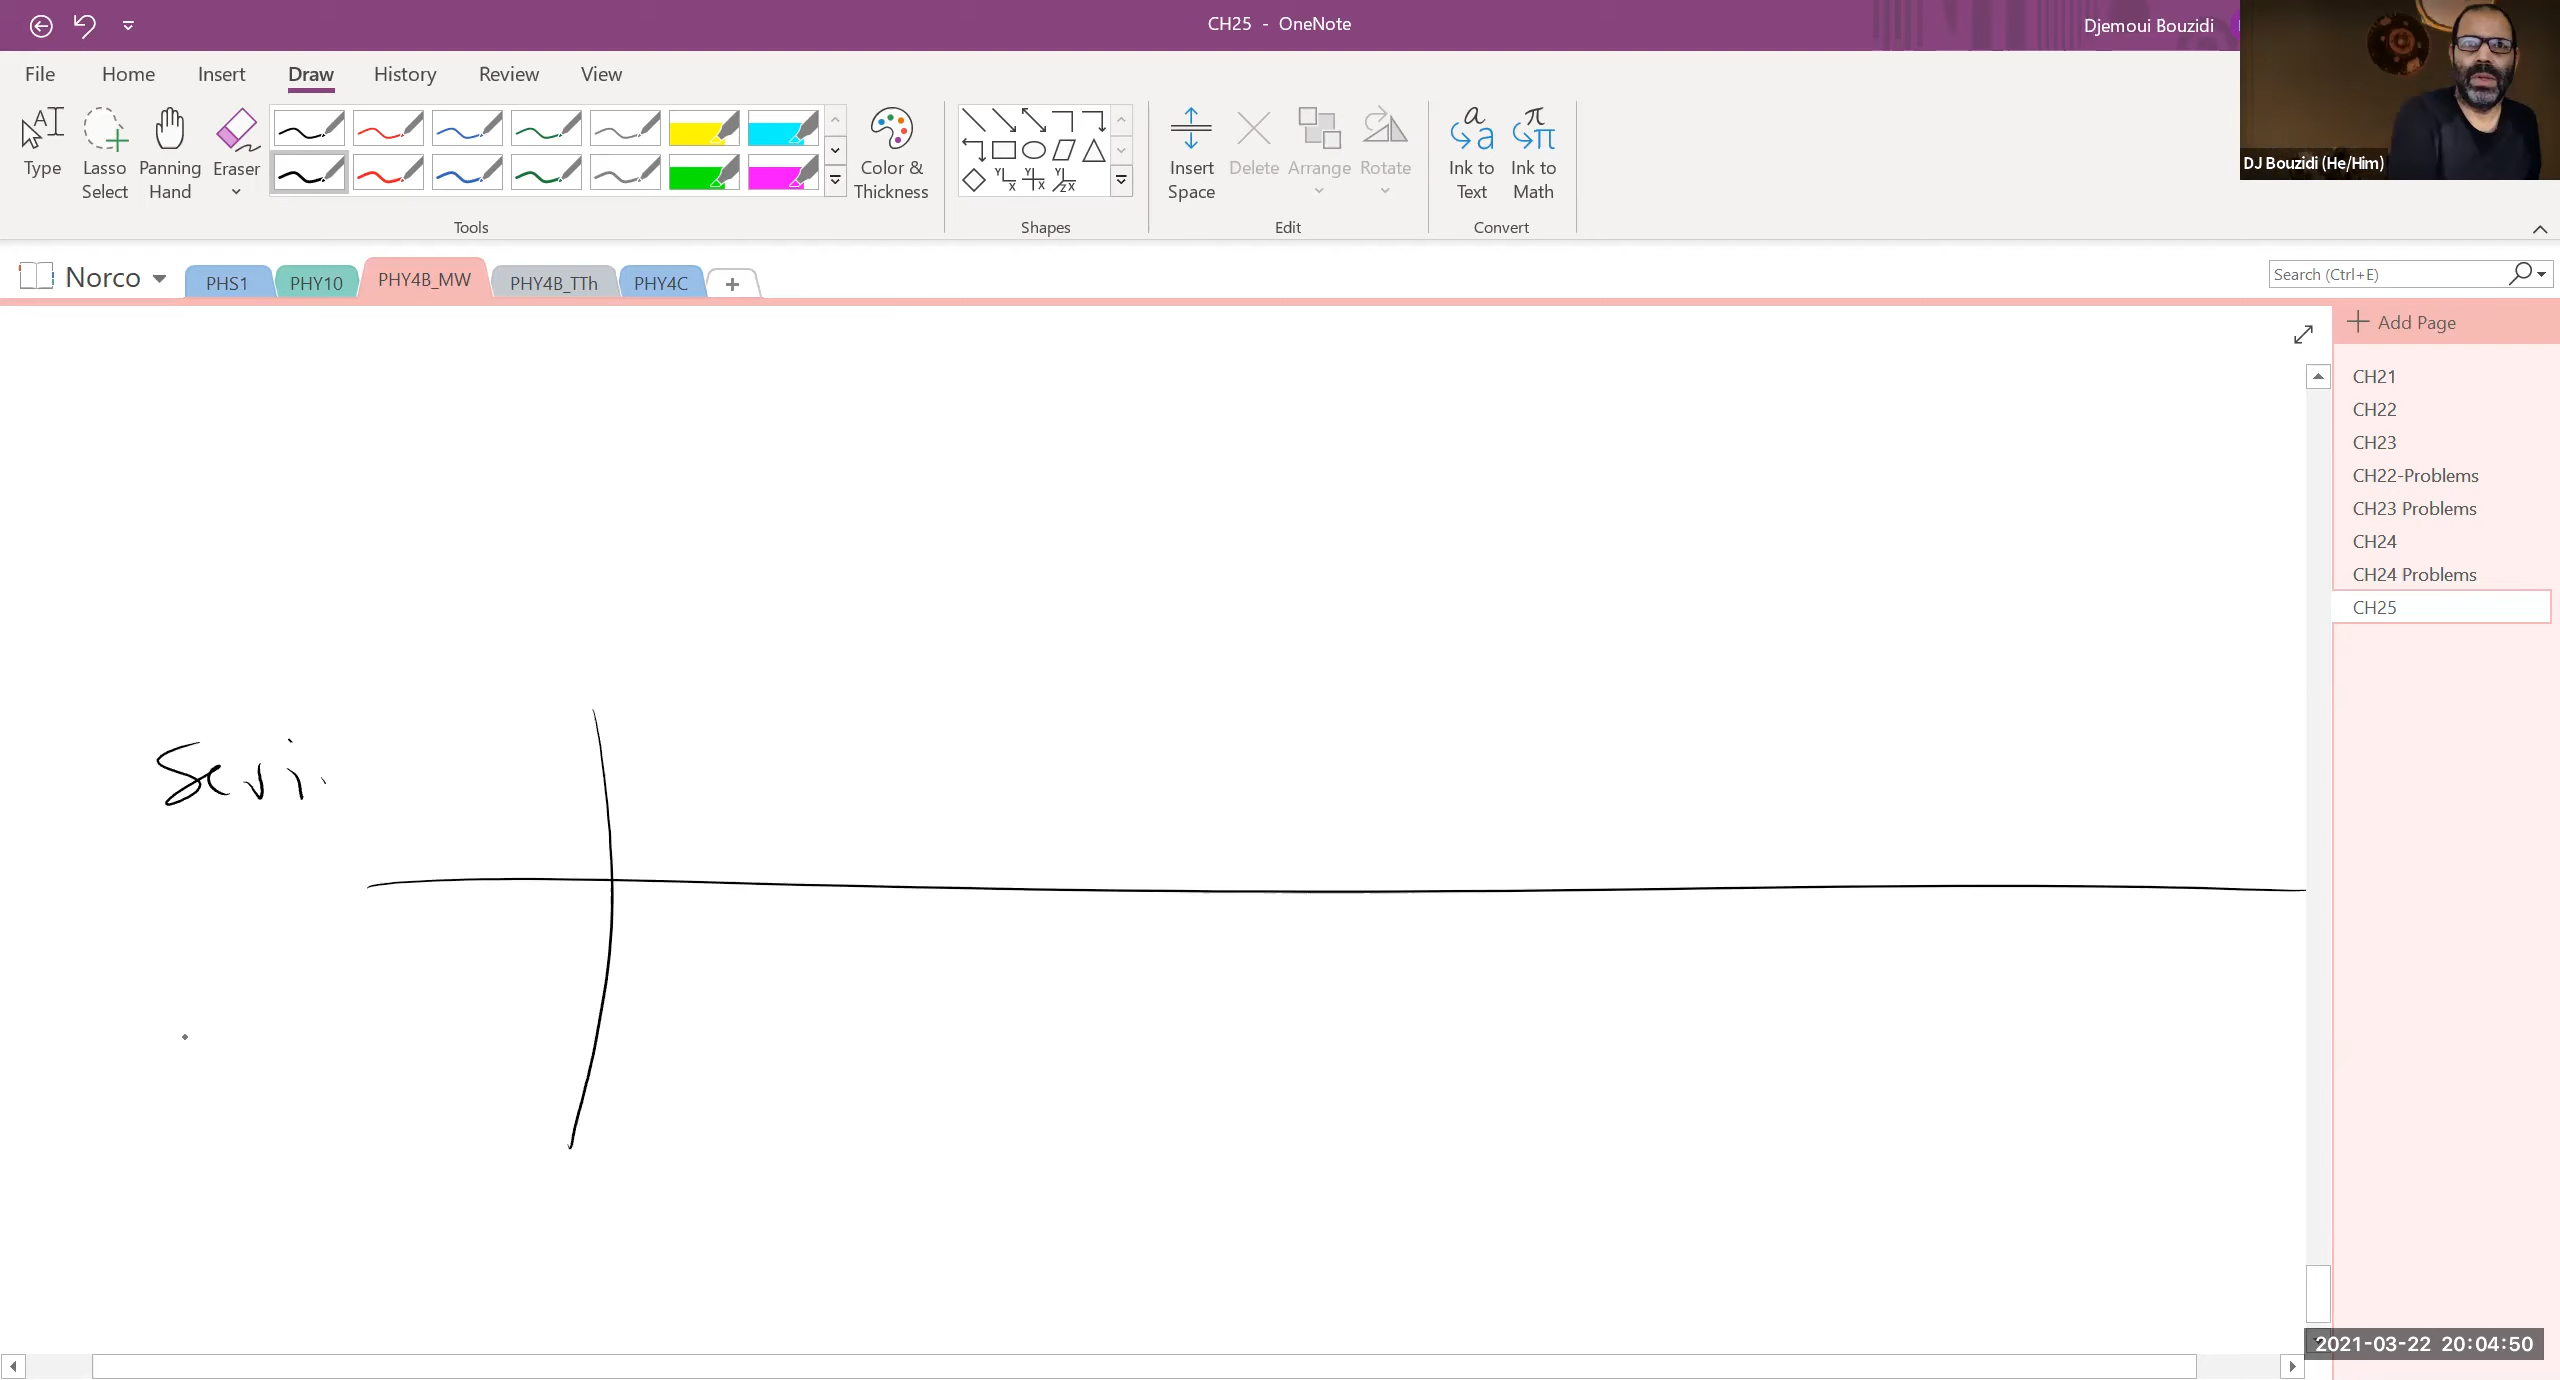 CH25 - OneNote
Djemoui Bouzidi
File Home Insert Draw History Review View
Type
Lasso Select
Panning Hand
Eraser
Color & Thickness
Insert Space
Delete
Arrange
Rotate
Ink to Text
Ink to Math
Tools
Shapes
Edit
Convert
DJ Bouzidi (He/Him)
Norco PHS1 PHY10 PHY4B_MW PHY4B_TTh PHY4C
Search (Ctrl+E)
Add Page
CH21
CH22
CH23
CH22-Problems
CH23 Problems
CH24
CH24 Problems
CH25
Seri
2021-03-22 20:04:50